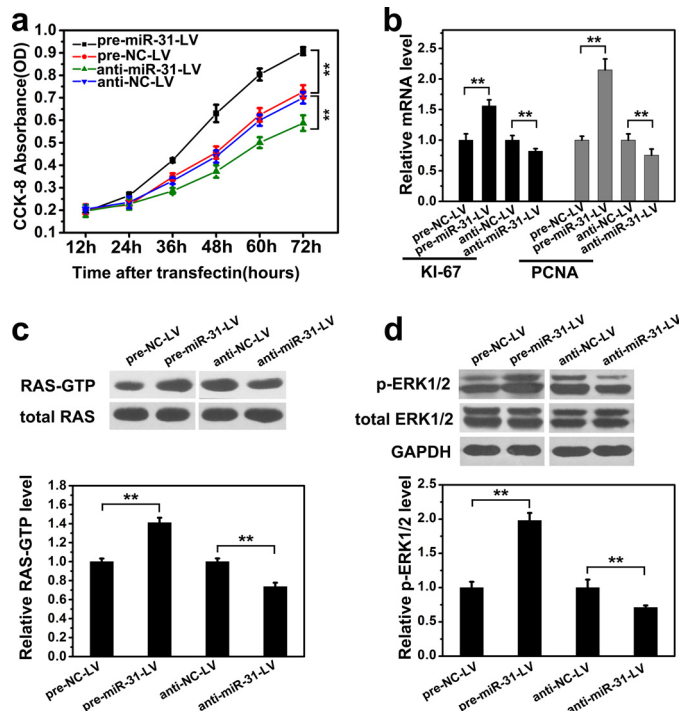 a
pre-miR-31-LV
pre-NC-LV
anti-miR-31-LV
anti-NC-LV
**
**
CCK-8 Absorbance(OD)
1.0
0.9
0.8
0.7
0.6
0.5
0.4
0.3
0.2
0.1
12h 24h 36h 48h 60h 72h
Time after transfectin(hours)
b
Relative mRNA level
2.5
2.0
1.5
1.0
0.5
0.0
** ** ** **
pre-NC-LV
pre-miR-31-LV
anti-NC-LV
anti-miR-31-LV
pre-NC-LV
pre-miR-31-LV
anti-NC-LV
anti-miR-31-LV
KI-67 PCNA
c
pre-NC-LV pre-miR-31-LV anti-NC-LV anti-miR-31-LV
RAS-GTP
total RAS
Relative RAS-GTP level
1.8
1.6
1.4
1.2
1.0
0.8
0.6
0.4
0.2
0.0
** **
pre-NC-LV pre-miR-31-LV anti-NC-LV anti-miR-31-LV
d
pre-NC-LV pre-miR-31-LV anti-NC-LV anti-miR-31-LV
p-ERK1/2
total ERK1/2
GAPDH
Relative p-ERK1/2 level
2.5
2.0
1.5
1.0
0.5
0.0
** **
pre-NC-LV pre-miR-31-LV anti-NC-LV anti-miR-31-LV